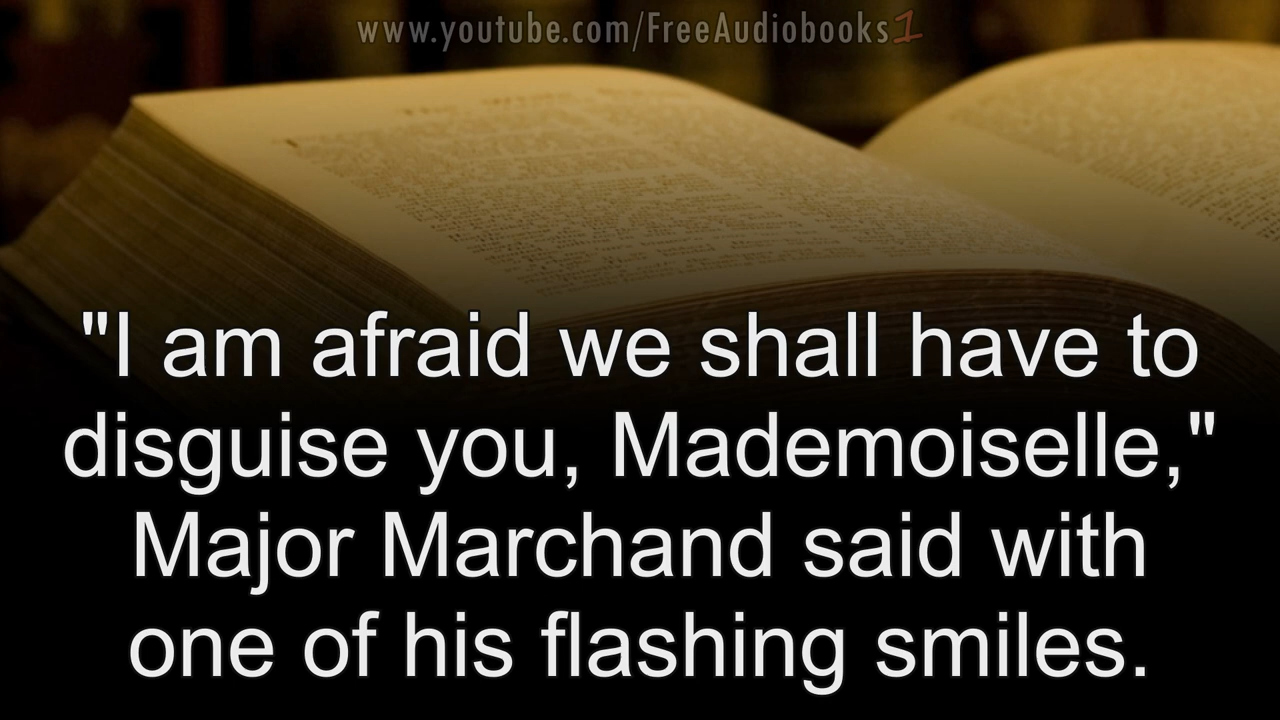 www.youtube.com/FreeAudiobooks1
"I am afraid we shall have to
disguise you, Mademoiselle,"
Major Marchand said with
one of his flashing smiles.